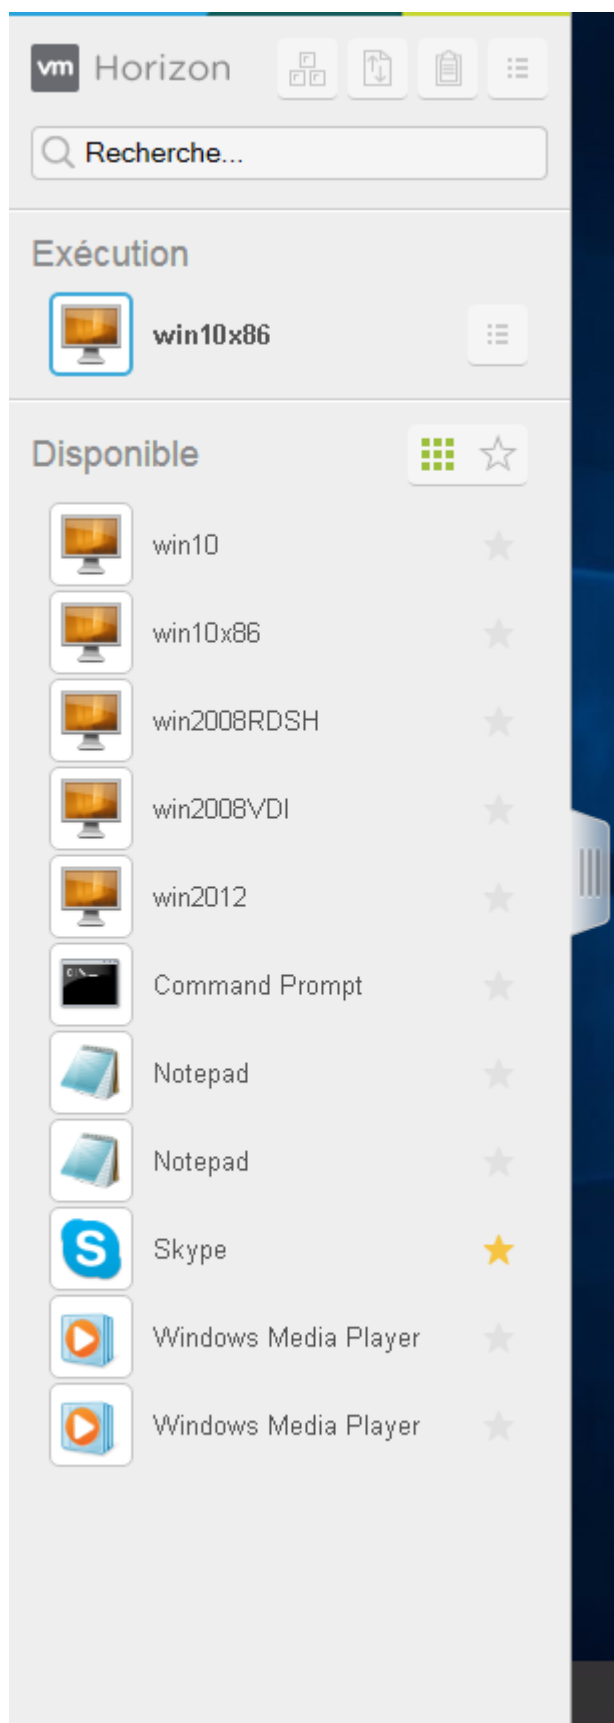 vm Horizon
Recherche...
Exécution
win10x86
Disponible
win10
win10x86
win2008RDSH
win2008VDI
win2012
Command Prompt
Notepad
Notepad
Skype
Windows Media Player
Windows Media Player